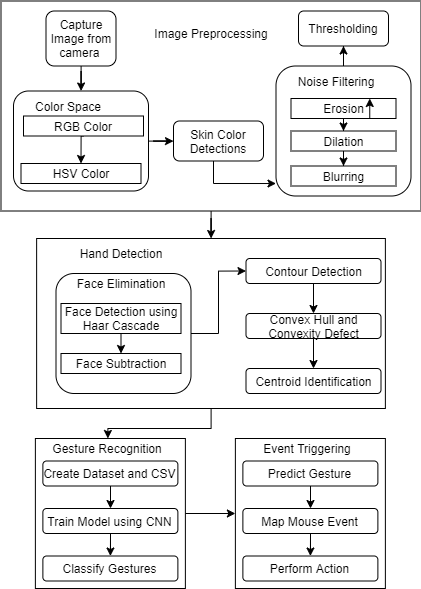 Capture
Image from
camera
Image Preprocessing
Thresholding
Color Space
RGB Color
HSV Color
Skin Color
Detections
Noise Filtering
Erosion
Dilation
Blurring
Hand Detection
Face Elimination
Face Detection using
Haar Cascade
Face Subtraction
Contour Detection
Convex Hull and
Convexity Defect
Centroid Identification
Gesture Recognition
Create Dataset and CSV
Train Model using CNN
Classify Gestures
Event Triggering
Predict Gesture
Map Mouse Event
Perform Action